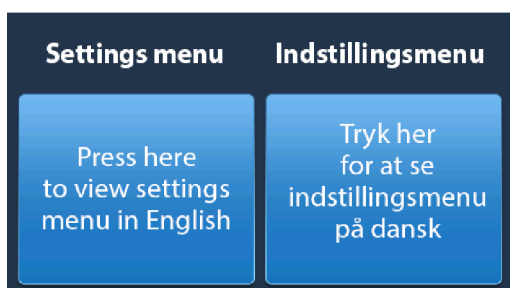 Settings menu
Indstillingsmenu
Press here
to view settings
menu in English
Tryk her
for at se
indstillingsmenu
på dansk